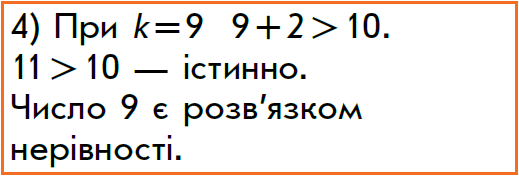 4) При k=9 9+2>10.
11>10 — істинно.
Число 9 є розв’язком
нерівності.